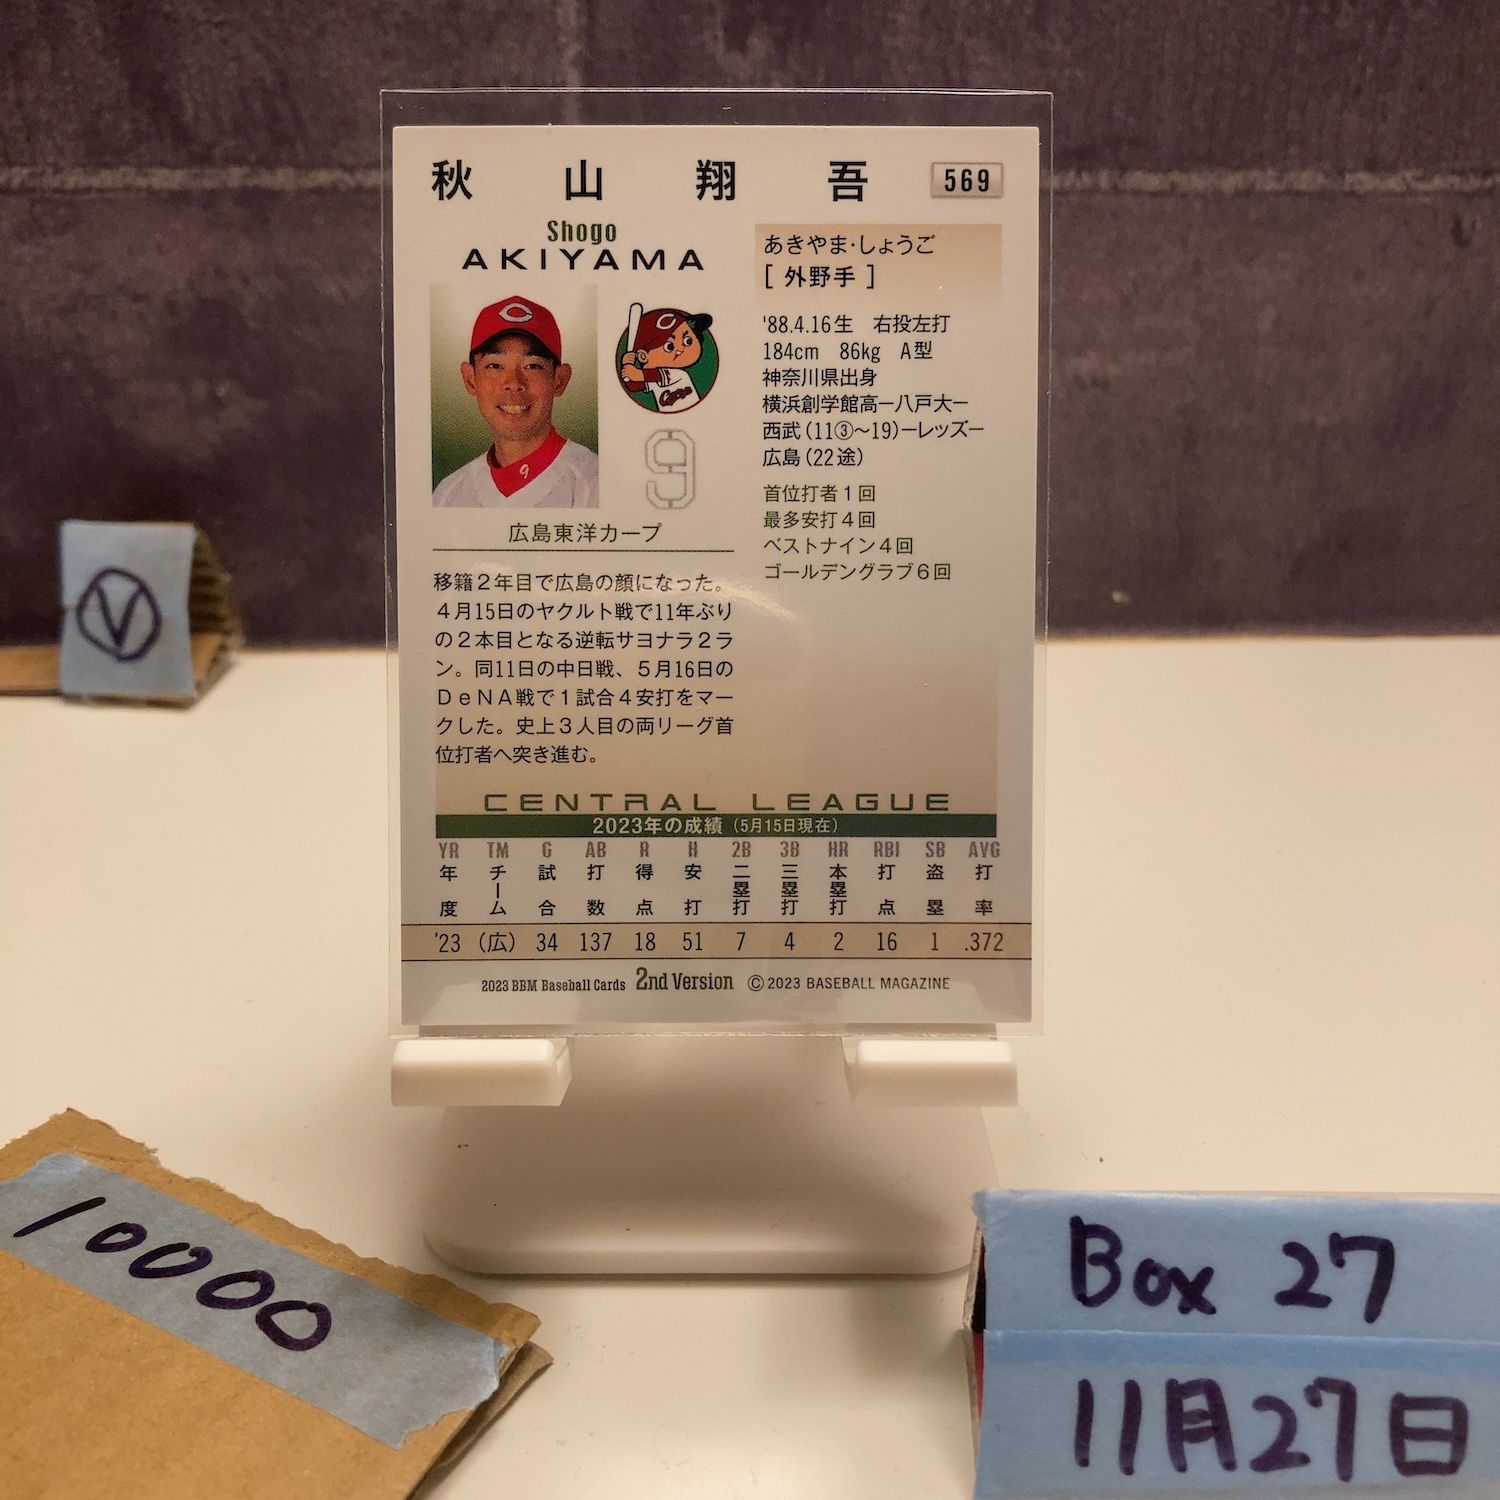 秋山翔吾 569
Shogo
AKIYAMA
9
Carp
9
広島東洋カープ
あきやま・しょうご
[ 外野手 ]
'88.4.16生 右投左打
184cm 86kg A型
神奈川県出身
横浜創学館高ー八戸大ー
西武(11③〜19)ーレッズー
広島(22途)
首位打者1回
最多安打4回
ベストナイン4回
ゴールデングラブ6回
移籍2年目で広島の顔になった。
4月15日のヤクルト戦で11年ぶり
の2本目となる逆転サヨナラ2ラ
ン。同11日の中日戦、5月16日の
DeNA戦で1試合4安打をマー
クした。史上3人目の両リーグ首
位打者へ突き進む。
CENTRAL LEAGUE
2023年の成績(5月15日現在)
YR TM G AB R H 2B 3B HR RBI SB AVG
年度 チーム 試合 打数 得点 安打 二塁打 三塁打 本塁打 打点 盗塁 打率
'23 (広) 34 137 18 51 7 4 2 16 1 .372
2023 BBM Baseball Cards 2nd Version ©2023 BASEBALL MAGAZINE
V
10000
Box 27
11月27日